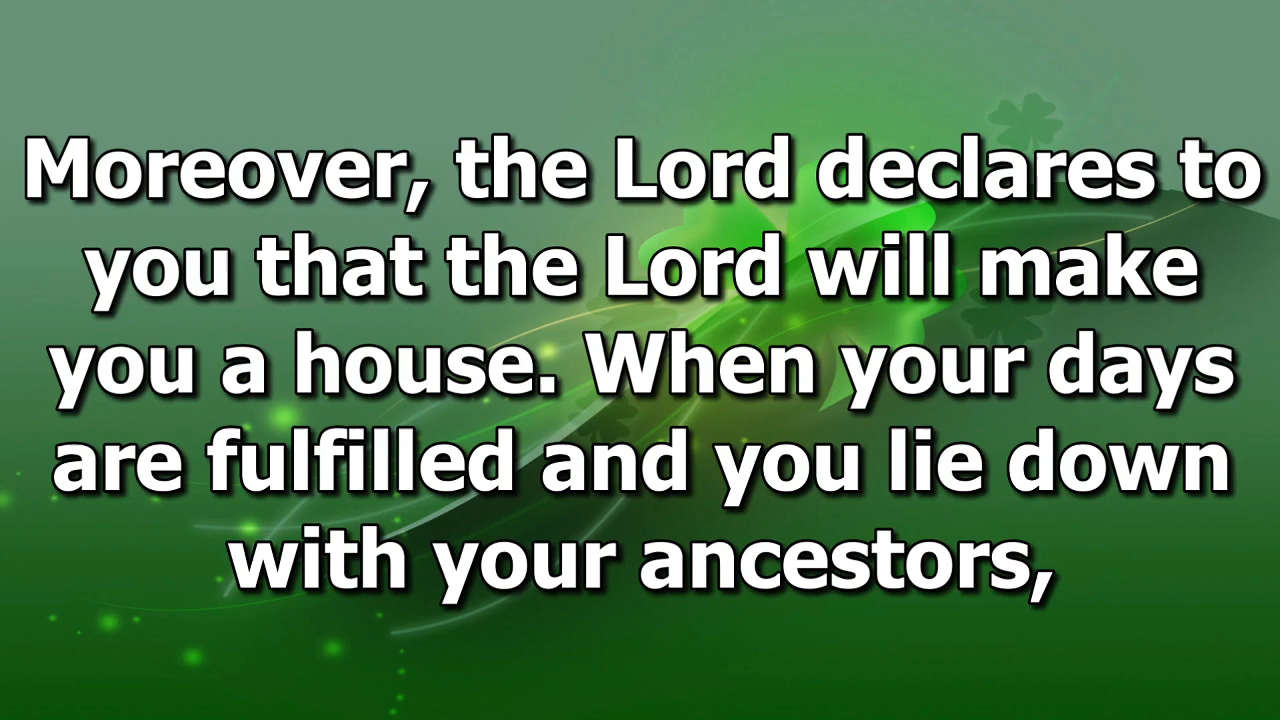 Moreover, the Lord declares to
you that the Lord will make
you a house. When your days
are fulfilled and you lie down
with your ancestors,